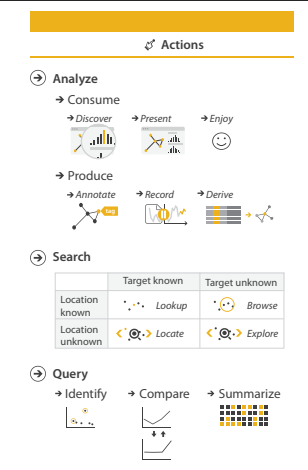 Actions
Analyze
Consume
Discover Present Enjoy
Produce
Annotate Record Derive
tag
Search
Target known Target unknown
Location known Lookup Browse
Location unknown Locate Explore
Query
Identify Compare Summarize